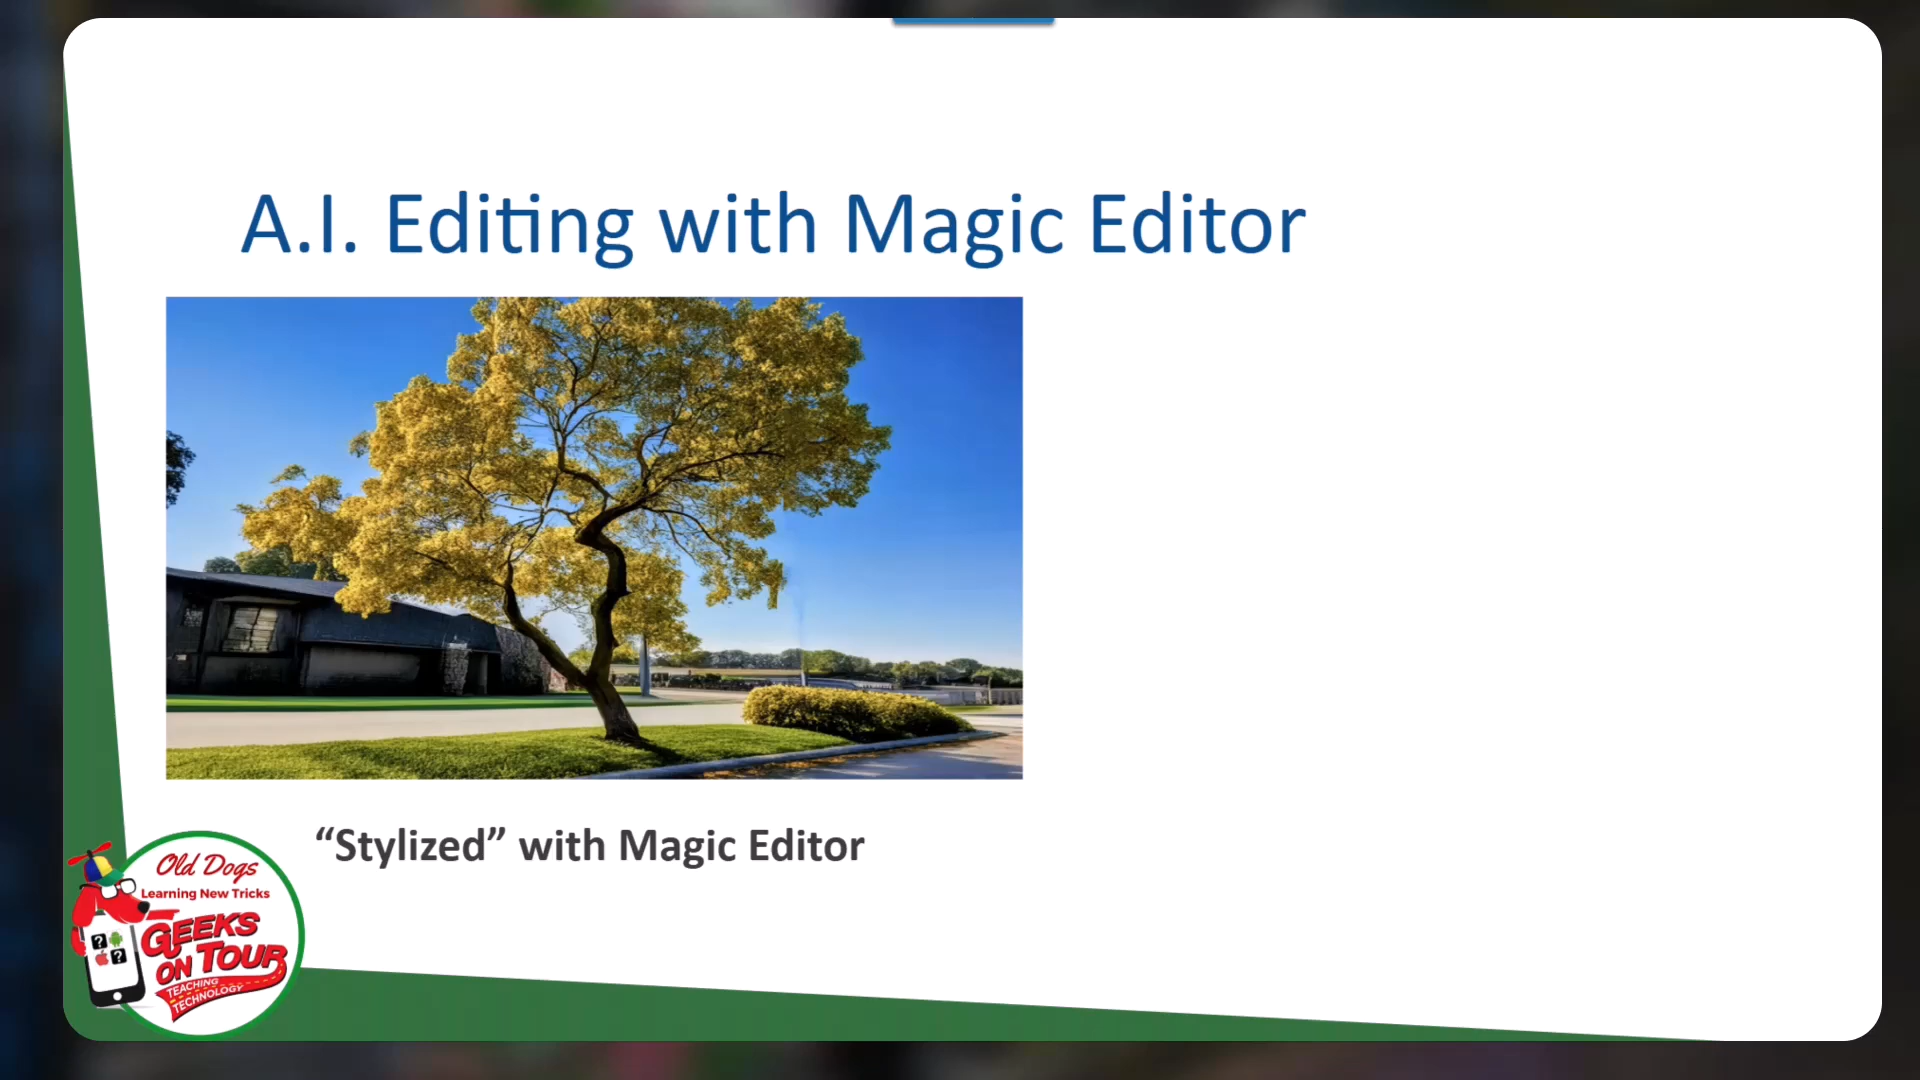 A.I. Editing with Magic Editor
“Stylized” with Magic Editor
Old Dogs
Learning New Tricks
GEEKS
ON TOUR
TEACHING
TECHNOLOGY
? 
?